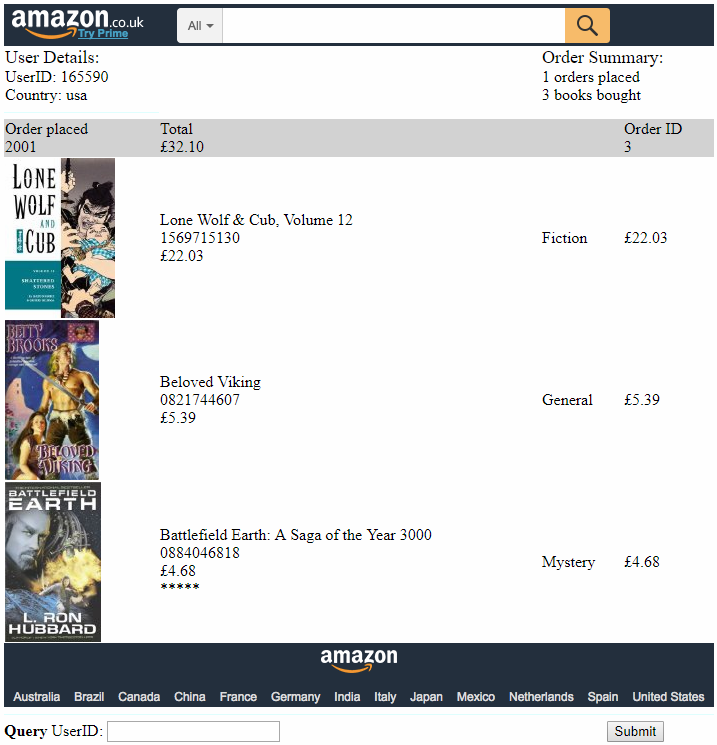 amazon.co.uk
Try Prime
All
User Details:
UserID: 165590
Country: usa
Order Summary:
1 orders placed
3 books bought
Order placed
2001
Total
£32.10
Order ID
3
LONE
WOLF
AND
CUB
SHATTERED
STONES
Lone Wolf & Cub, Volume 12
1569715130
£22.03
Fiction
£22.03
BETTY
BROOKS
BELOVED
VIKING
Beloved Viking
0821744607
£5.39
General
£5.39
THE INTERNATIONAL BESTSELLER
BATTLEFIELD
EARTH
L. RON
HUBBARD
Battlefield Earth: A Saga of the Year 3000
0884046818
£4.68
*****
Mystery
£4.68
amazon
Australia Brazil Canada China France Germany India Italy Japan Mexico Netherlands Spain United States
Query UserID:
Submit